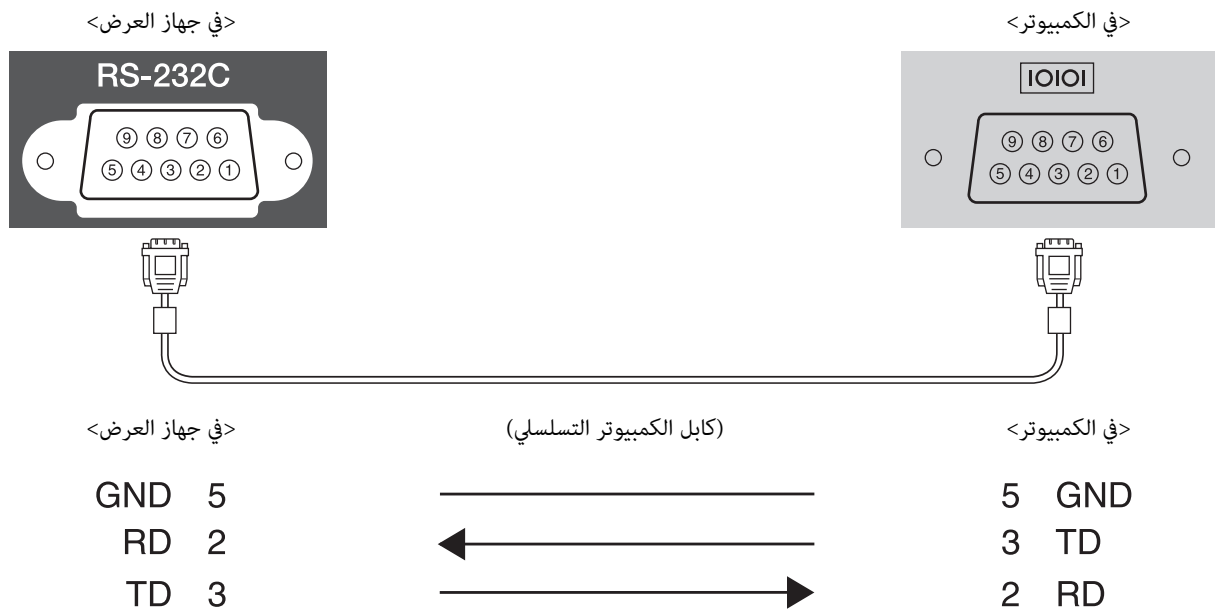 <في جهاز العرض>
<في الكمبيوتر>
RS-232C
IOIOI
9 8 7 6
5 4 3 2 1
9 8 7 6
5 4 3 2 1
<في جهاز العرض>
(كابل الكمبيوتر التسلسلي)
<في الكمبيوتر>
GND 5
5 GND
RD 2
3 TD
TD 3
2 RD